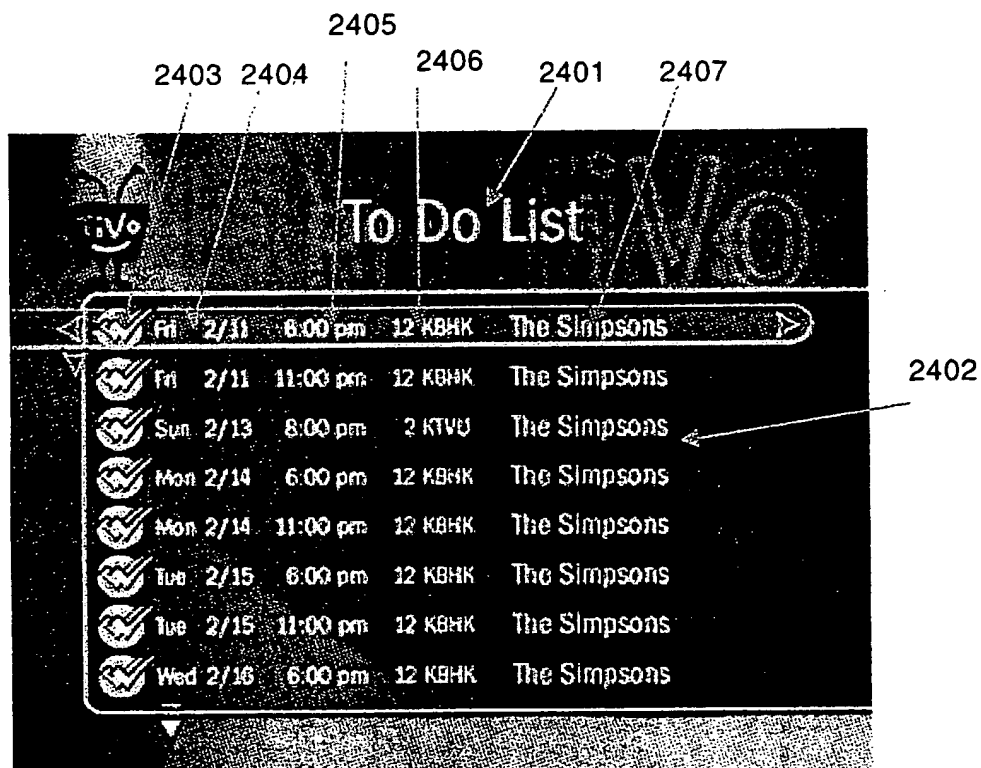 2405
2403 2404 2406 2401 2407
TiVo
To Do List
TiVo
Fri 2/11 6:00 pm 12 KBHK The Simpsons
2402
Fri 2/11 11:00 pm 12 KBHK The Simpsons
Sun 2/13 8:00 pm 2 KTVU The Simpsons
Mon 2/14 6:00 pm 12 KBHK The Simpsons
Mon 2/14 11:00 pm 12 KBHK The Simpsons
Tue 2/15 6:00 pm 12 KBHK The Simpsons
Tue 2/15 11:00 pm 12 KBHK The Simpsons
Wed 2/16 6:00 pm 12 KBHK The Simpsons